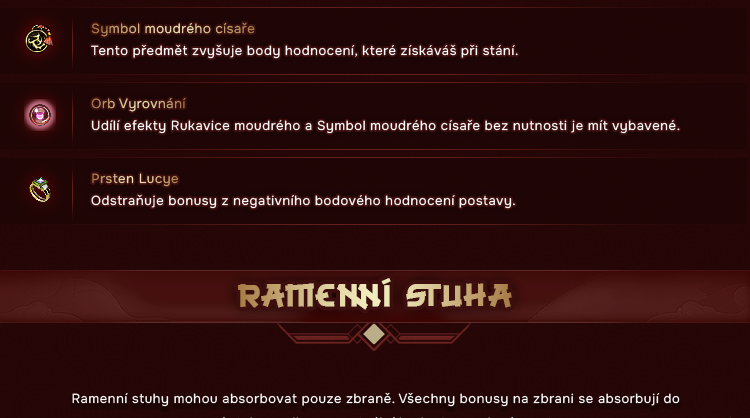 Symbol moudrého císaře
Tento předmět zvyšuje body hodnocení, které získáváš při stání.
Orb Vyrovnání
Udílí efekty Rukavice moudrého a Symbol moudrého císaře bez nutnosti je mít vybavené.
Prsten Lucye
Odstraňuje bonusy z negativního bodového hodnocení postavy.
RAMENNÍ STUHA
Ramenní stuhy mohou absorbovat pouze zbraně. Všechny bonusy na zbrani se absorbují do